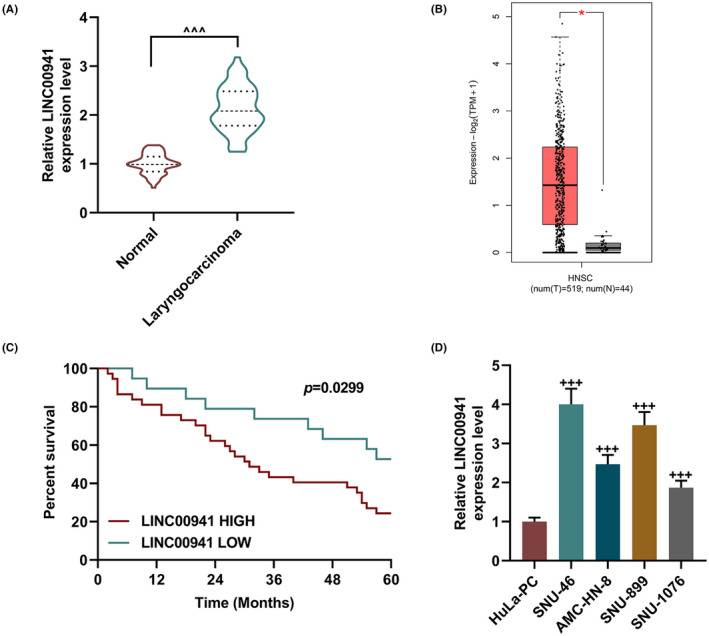 (A)
Relative LINC00941
expression level
4
3
2
1
0
^^^
Normal
Laryngocarcinoma
(B)
Expression – log₂(TPM + 1)
5
4
3
2
1
0
*
HNSC
(num(T)=519; num(N)=44)
(C)
Percent survival
100
80
60
40
20
0
p=0.0299
LINC00941 HIGH
LINC00941 LOW
0 12 24 36 48 60
Time (Months)
(D)
Relative LINC00941
expression level
5
4
3
2
1
0
+++
+++
+++
+++
HuLa-PC
SNU-46
AMC-HN-8
SNU-899
SNU-1076